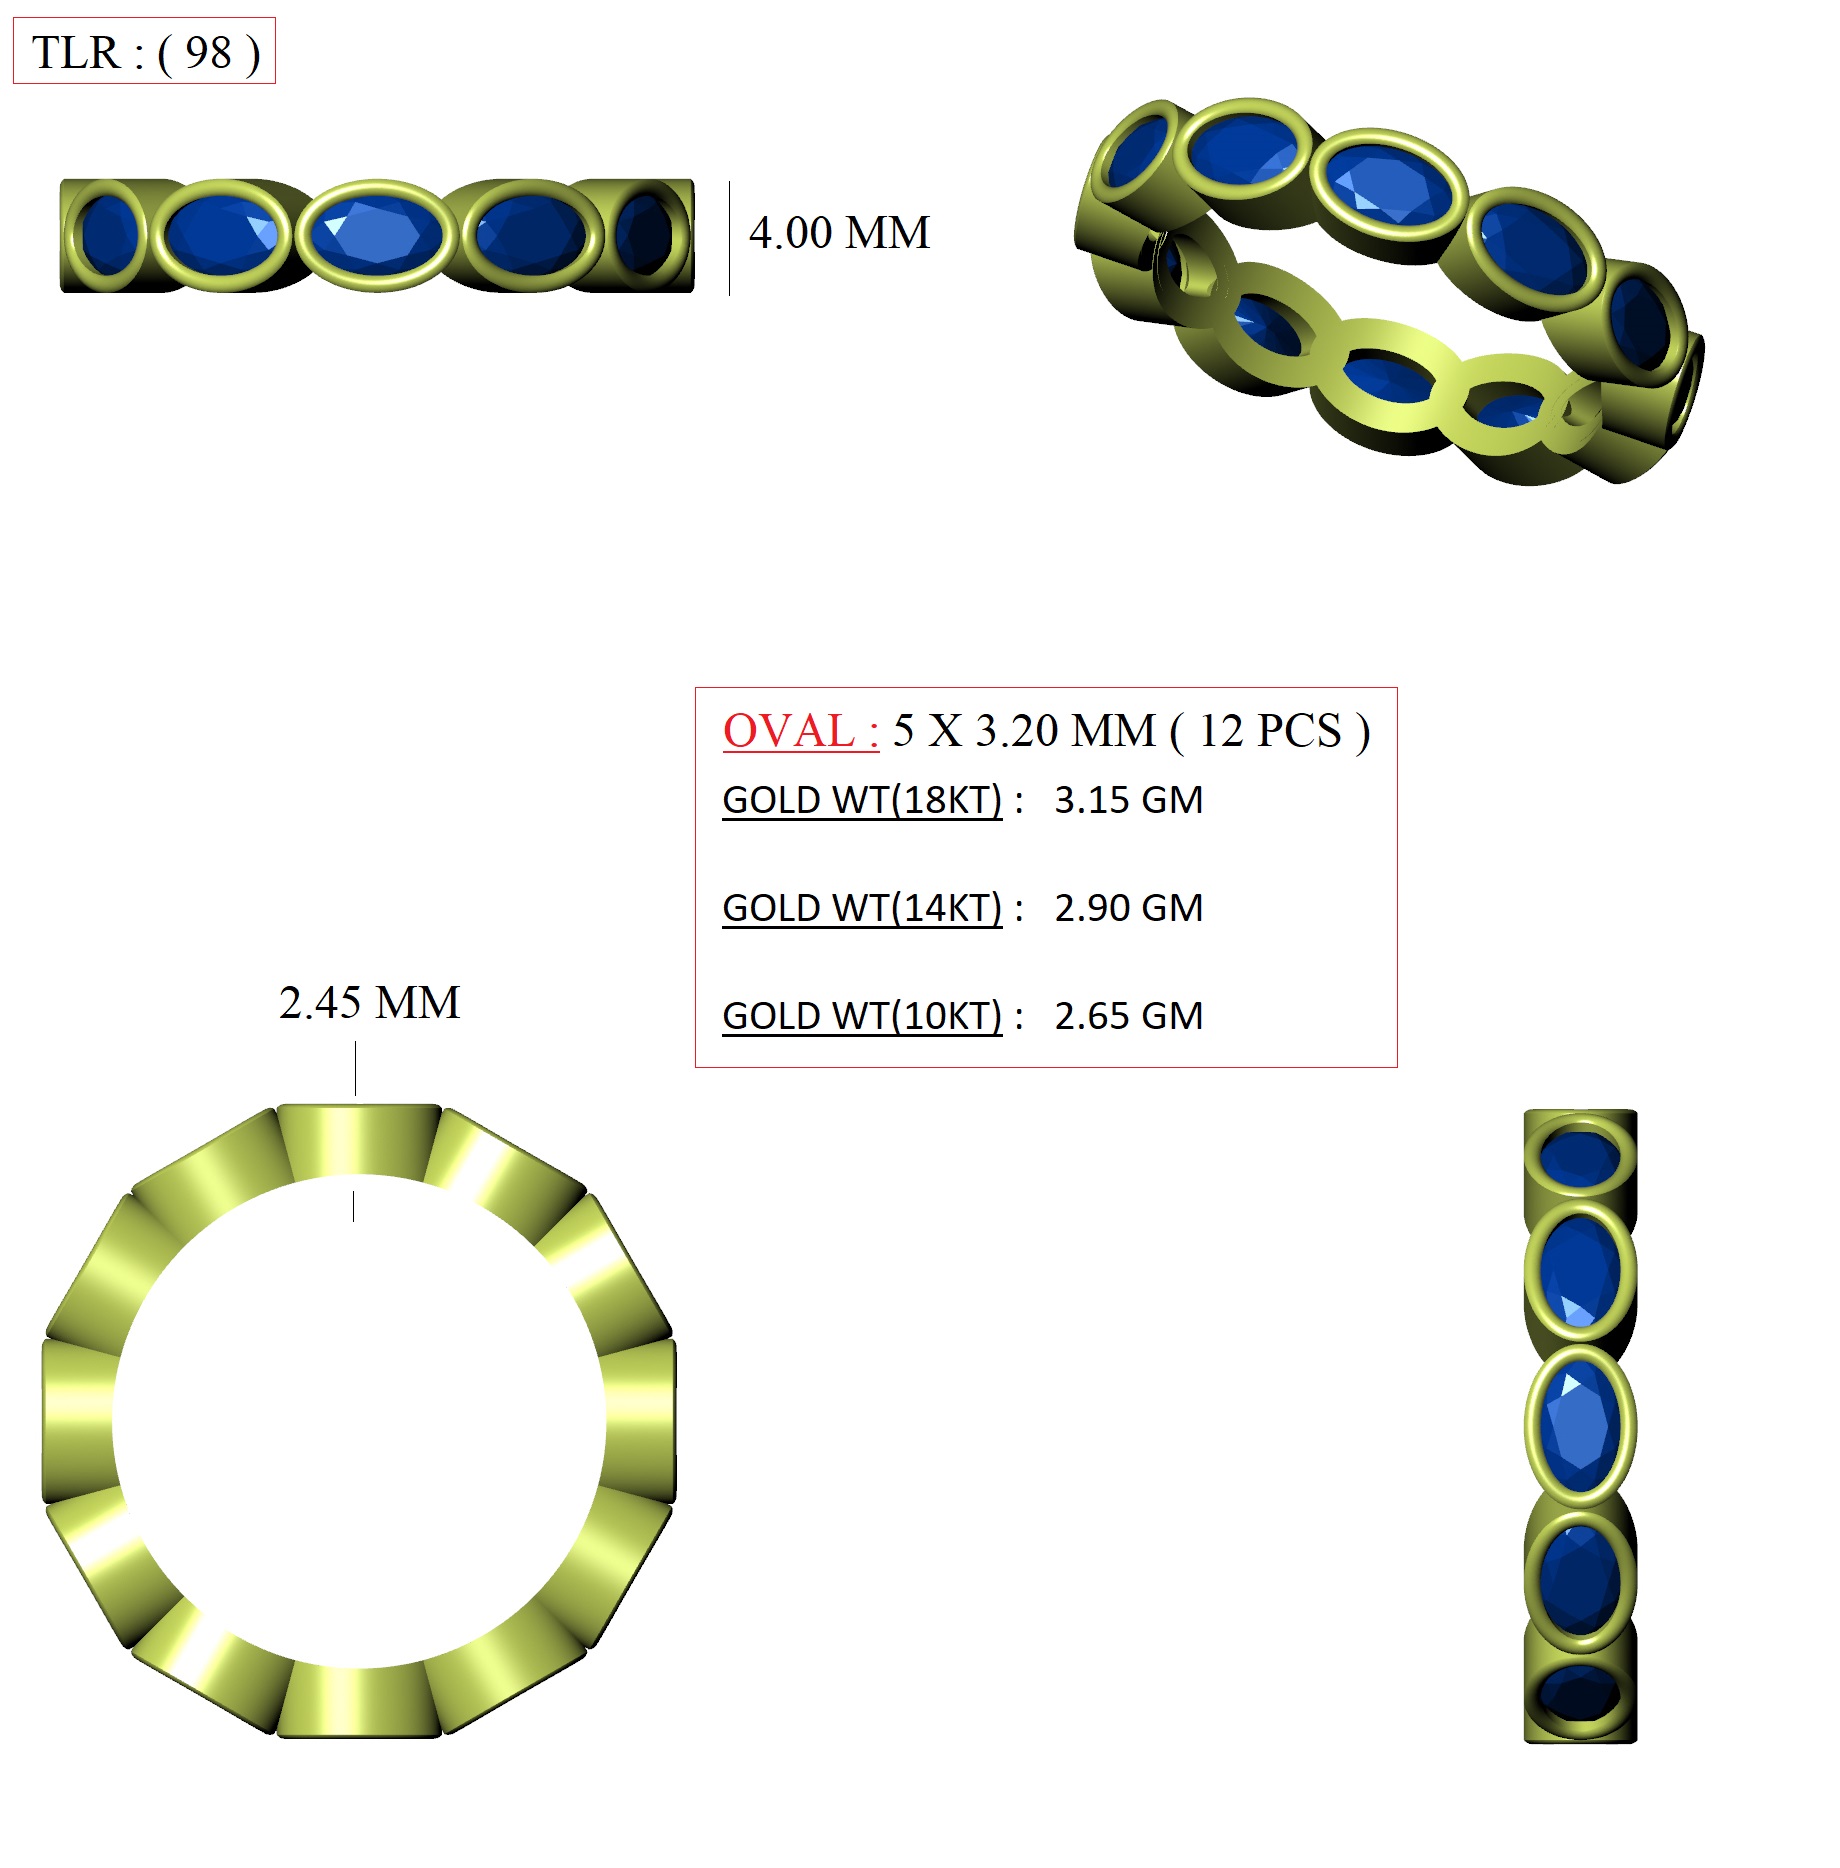 TLR : ( 98 )
4.00 MM
OVAL : 5 X 3.20 MM ( 12 PCS )
GOLD WT(18KT) : 3.15 GM
GOLD WT(14KT) : 2.90 GM
GOLD WT(10KT) : 2.65 GM
2.45 MM